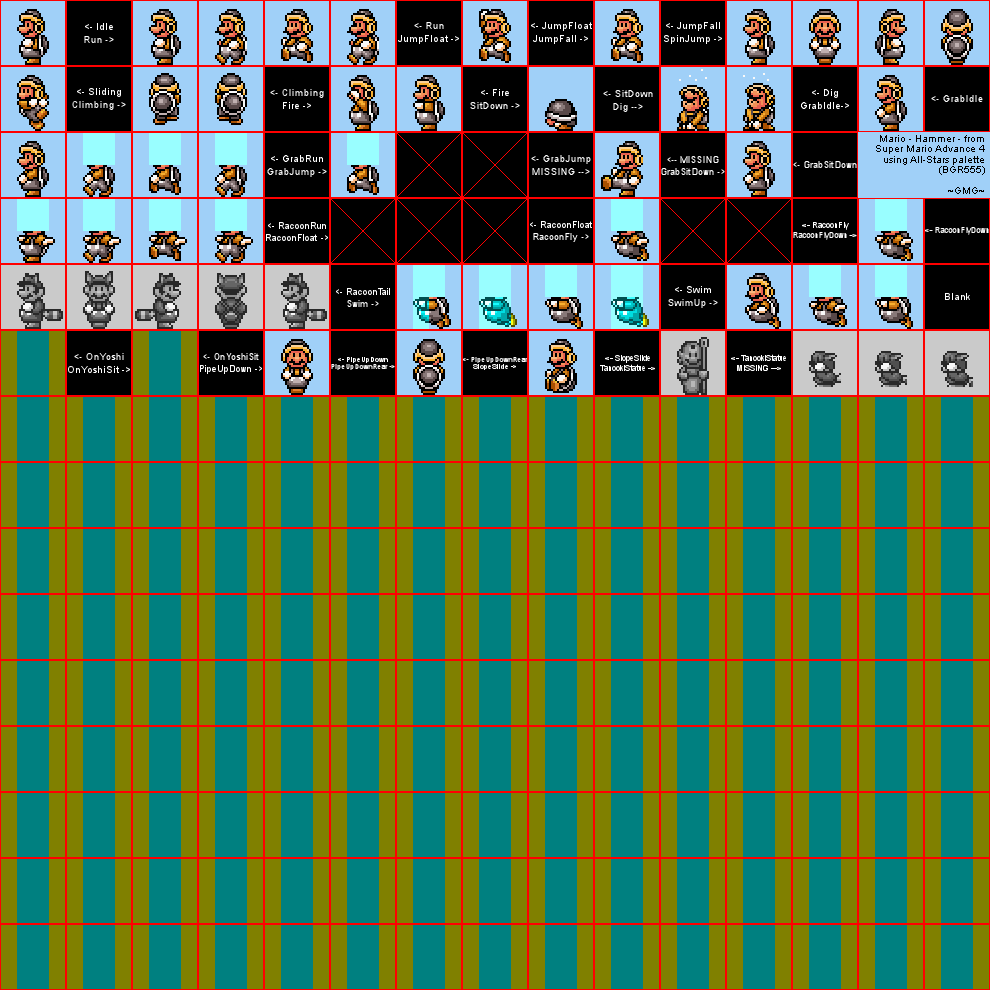 <- Idle
Run ->
<- Run
JumpFloat ->
<- JumpFloat
JumpFall ->
<- JumpFall
SpinJump ->
<- Sliding
Climbing ->
<- Climbing
Fire ->
<- Fire
SitDown ->
<- SitDown
Dig -->
<- Dig
GrabIdle->
<- GrabIdle
<- GrabRun
GrabJump ->
<- GrabJump
MISSING -->
<-- MISSING
GrabSitDown ->
<- GrabSitDown
Mario - Hammer - from
Super Mario Advance 4
using All-Stars palette
(BGR555)
~GMG~
<- RacoonRun
RacoonFloat ->
<- RacoonFloat
RacoonFly ->
<- RacoonFly
RacoonFlyDown -->
<- RacoonFlyDown
<- RacoonTail
Swim ->
<- Swim
SwimUp ->
Blank
<- OnYoshi
OnYoshiSit ->
<- OnYoshiSit
PipeUpDown ->
<- PipeUpDown
PipeUpDownRear ->
<- PipeUpDownRear
SlopeSlide ->
<- SlopeSlide
TanookiStatue -->
<- TanookiStatue
MISSING -->